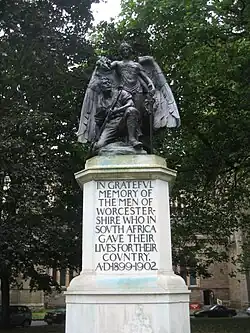 IN GRATEFVL
MEMORY OF
THE MEN OF
WORCESTER-
SHIRE WHO IN
SOVTH AFRICA
GAVE THEIR
LIVES FOR THEIR
COVNTRY.
A·D·1899·1902